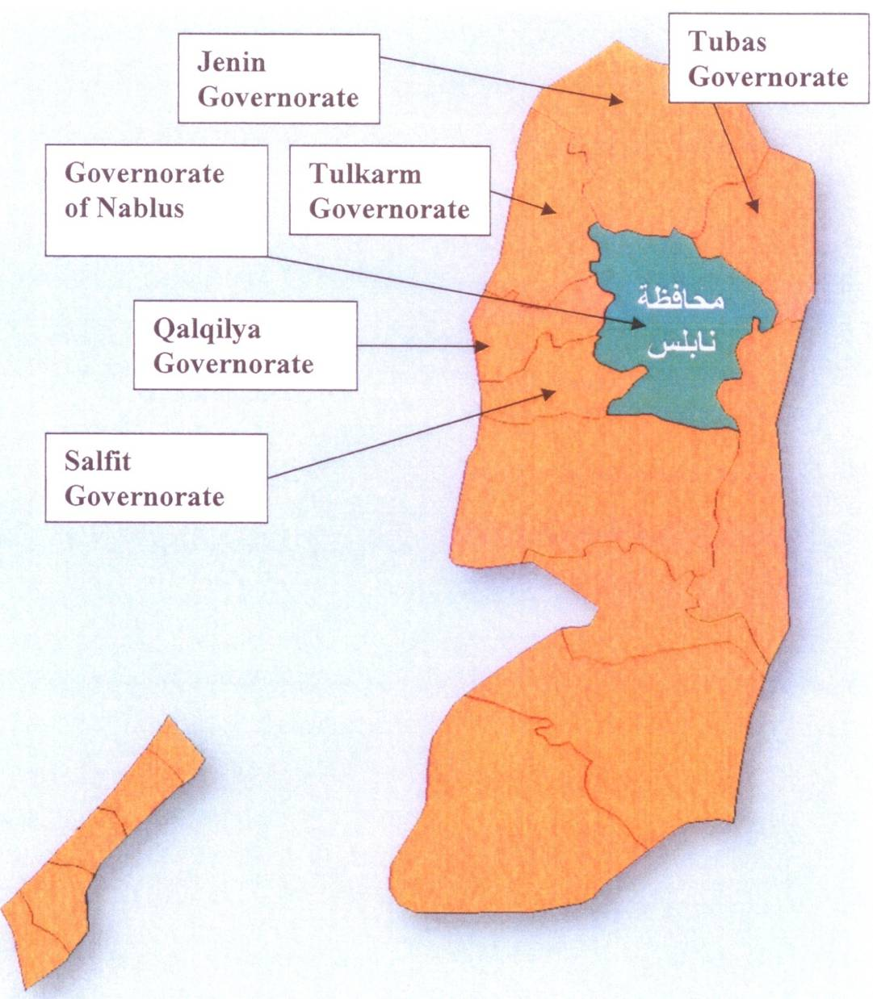 Tubas
Governorate
Jenin
Governorate
Governorate
of Nablus
Tulkarm
Governorate
محافظة
نابلس
Qalqilya
Governorate
Salfit
Governorate